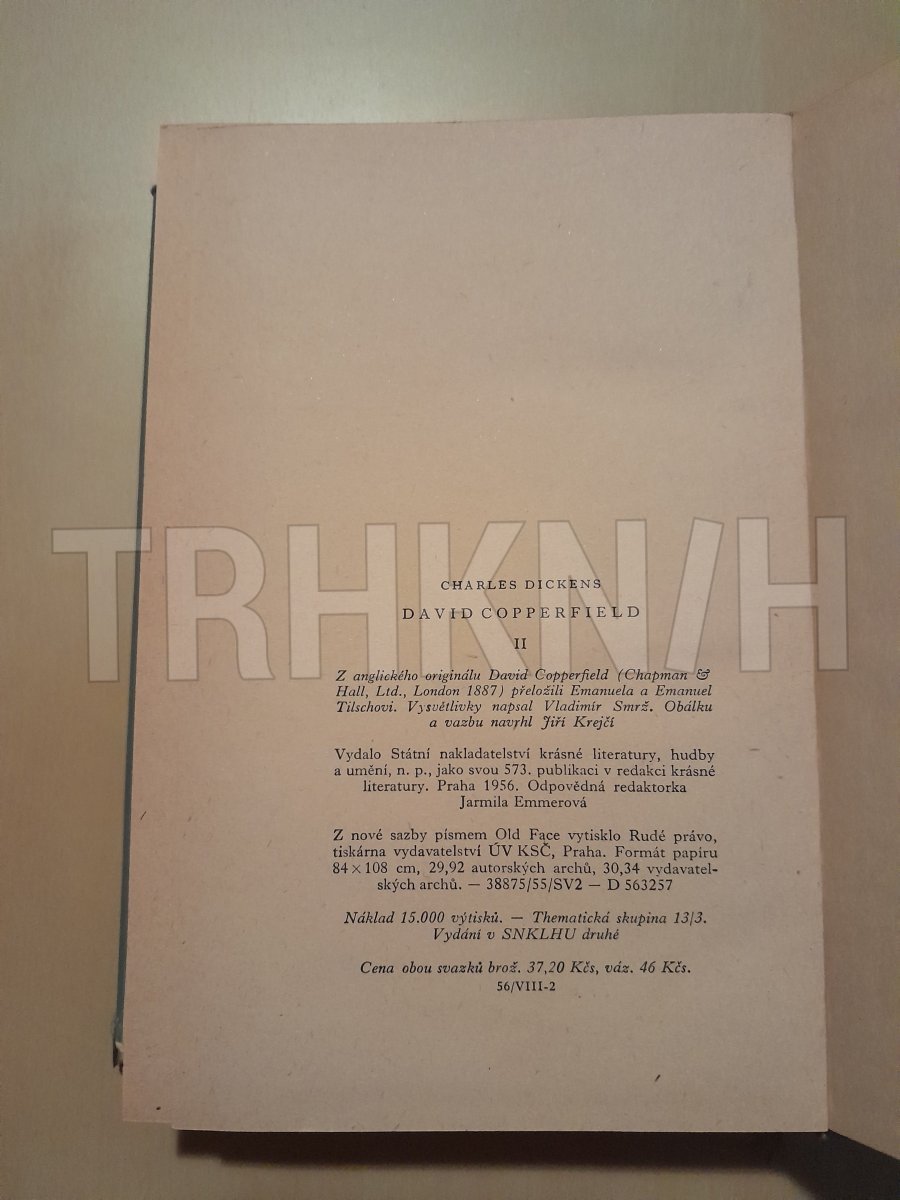 TRHKNIH
CHARLES DICKENS
DAVID COPPERFIELD
II
Z anglického originálu David Copperfield (Chapman &
Hall, Ltd., London 1887) přeložili Emanuela a Emanuel
Tilschovi. Vysvětlivky napsal Vladimír Smrž. Obálku
a vazbu navrhl Jiří Krejčí
Vydalo Státní nakladatelství krásné literatury, hudby
a umění, n. p., jako svou 573. publikaci v redakci krásné
literatury. Praha 1956. Odpovědná redaktorka
Jarmila Emmerová
Z nové sazby písmem Old Face vytisklo Rudé právo,
tiskárna vydavatelství ÚV KSČ, Praha. Formát papíru
84×108 cm, 29,92 autorských archů, 30,34 vydavatel-
ských archů. — 38875/55/SV2 — D 563257
Náklad 15.000 výtisků. — Thematická skupina 13/3.
Vydání v SNKLHU druhé
Cena obou svazků brož. 37,20 Kčs, váz. 46 Kčs.
56/VIII-2